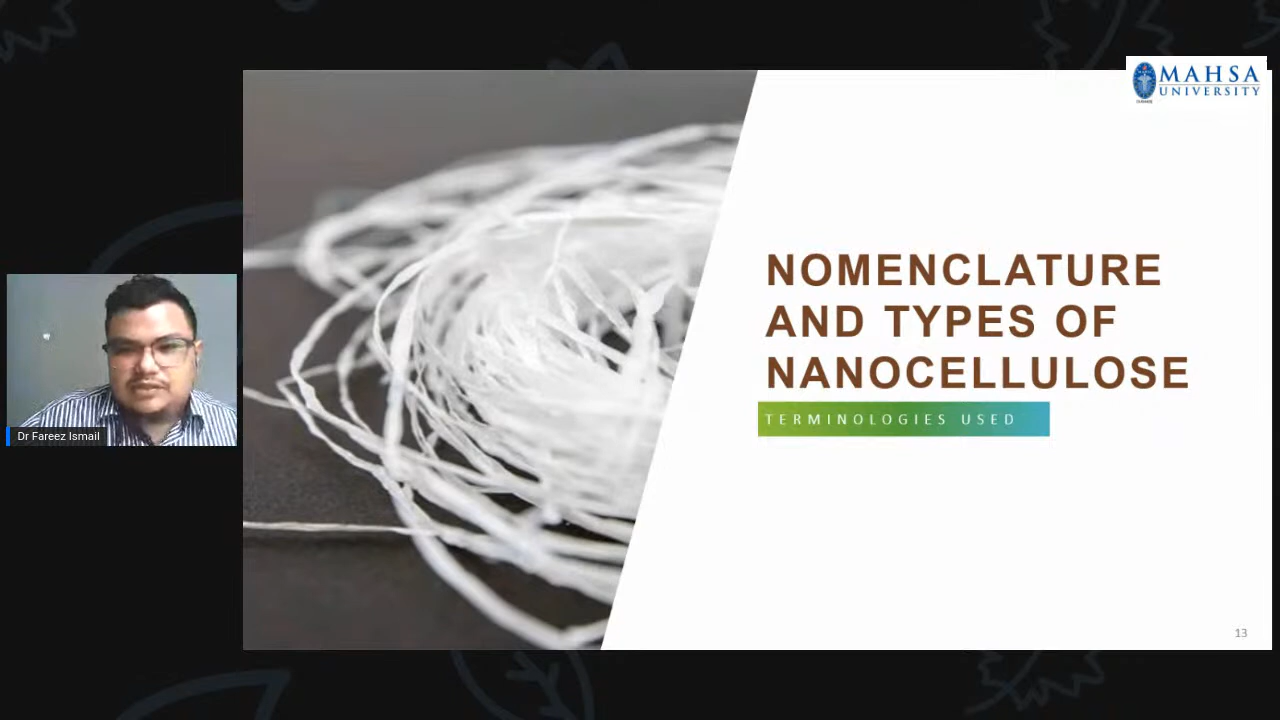 MAHSA
UNIVERSITY
NOMENCLATURE
AND TYPES OF
NANOCELLULOSE
TERMINOLOGIES USED
Dr Fareez Ismail
13